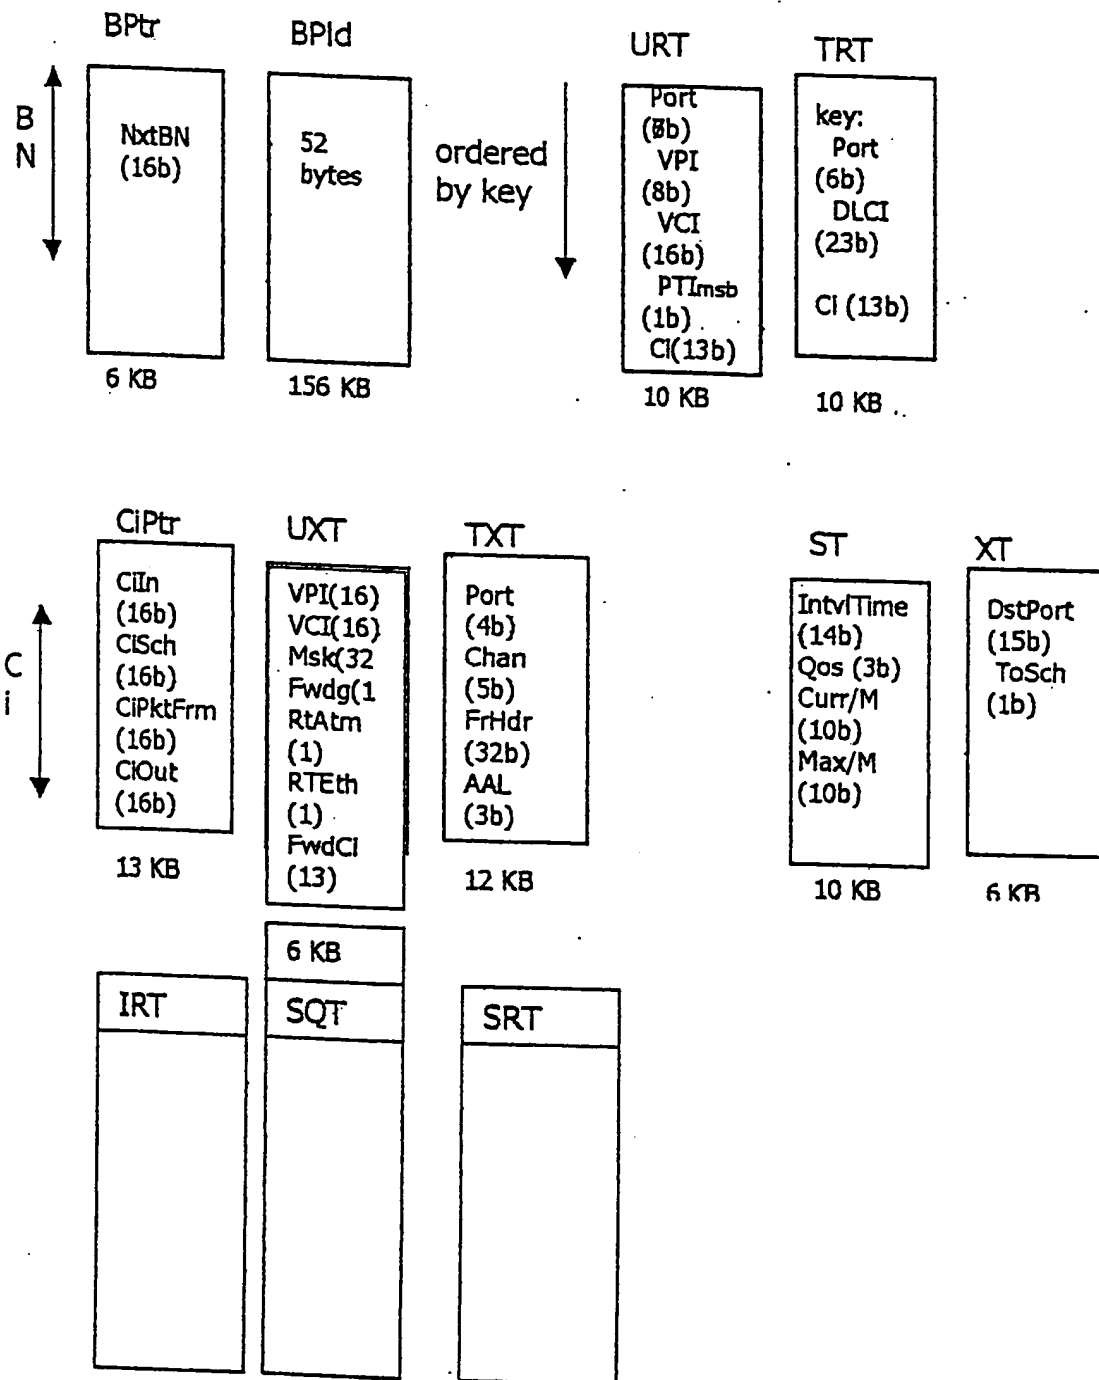 BPtr
BPld
URT
TRT
B
N
NxtBN
(16b)
52
bytes
ordered
by key
Port
VPI
(8b)
VCI
(16b)
PTImsb
(1b)
Ci(13b)
key:
Port
(6b)
DLCI
(23b)
Ci (13b)
6 KB
156 KB
10 KB
10 KB
CiPtr
UXT
TXT
ST
XT
C
i
CiIn
(16b)
CiSch
(16b)
CiPktFrm
(16b)
CiOut
(16b)
VPI(16)
VCI(16)
Msk(32
Fwdg(1
RtAtm
(1)
RTEth
(1)
FwdCi
(13)
Port
(4b)
Chan
(5b)
FrHdr
(32b)
AAL
(3b)
IntvlTime
(14b)
Qos (3b)
Curr/M
(10b)
Max/M
(10b)
DstPort
(15b)
ToSch
(1b)
13 KB
12 KB
10 KB
6 KB
6 KB
IRT
SQT
SRT